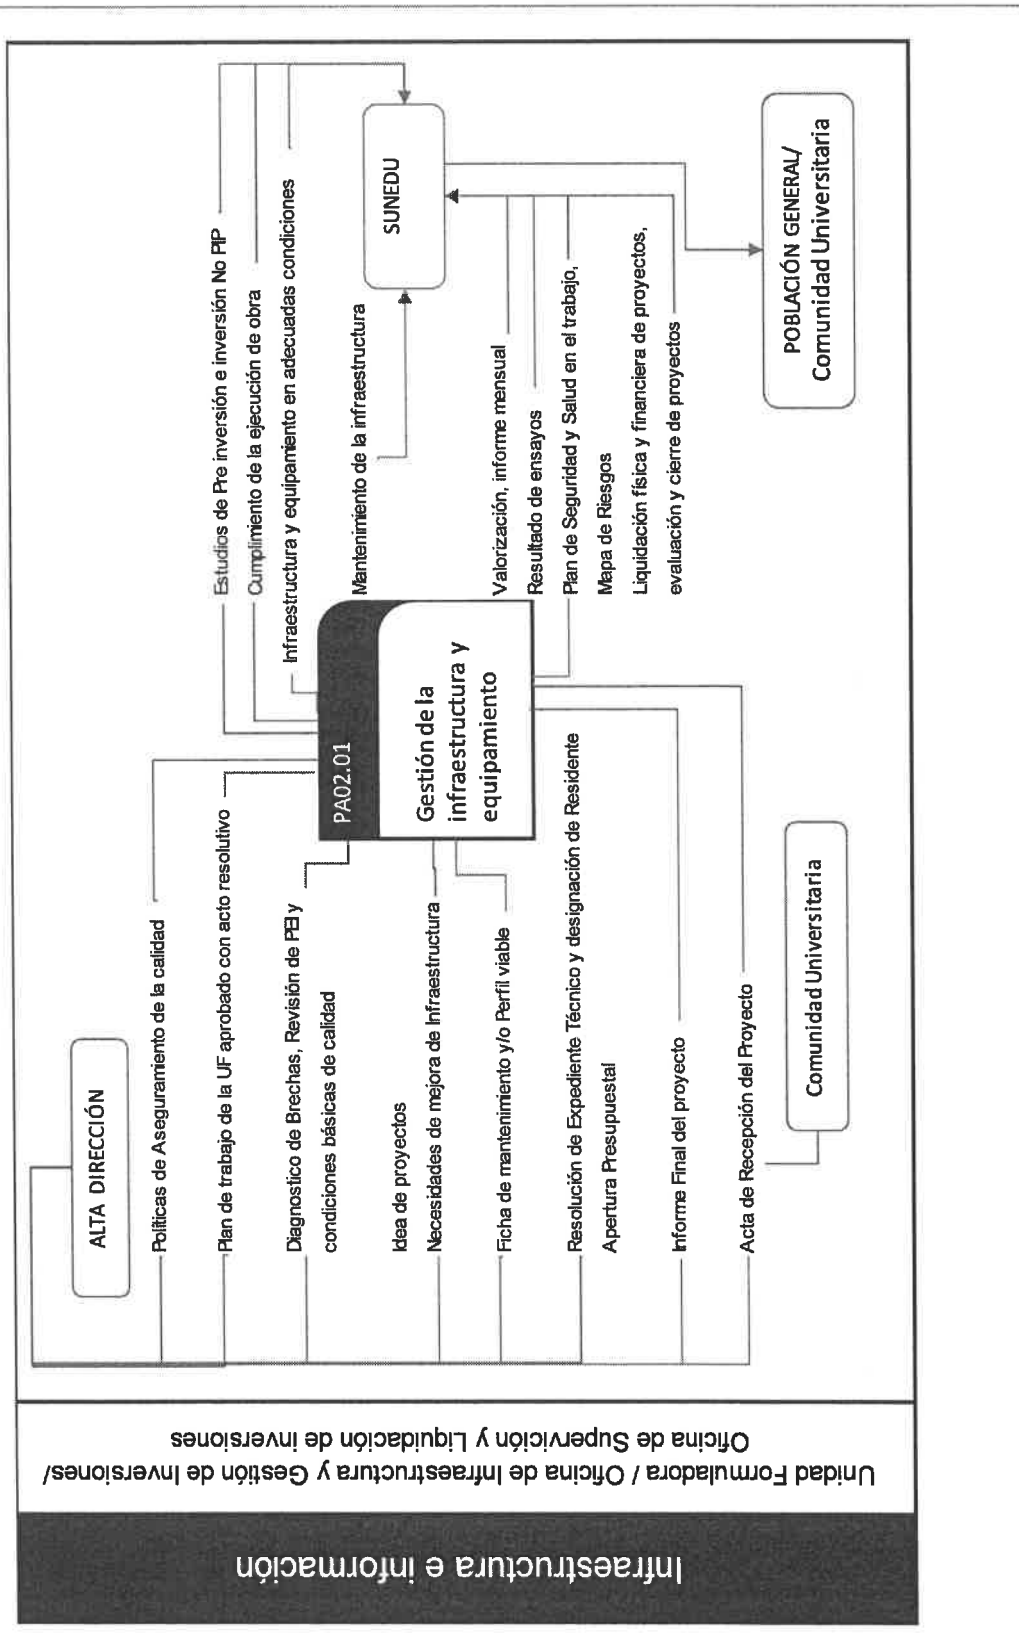 Infraestructura e información
Unidad Formuladora / Oficina de Infraestructura y Gestión de Inversiones/
Oficina de Supervisión y Liquidación de inversiones
ALTA DIRECCIÓN
Políticas de Aseguramiento de la calidad
Plan de trabajo de la UF aprobado con acto resolutivo
Diagnostico de Brechas, Revisión de PEI y
condiciones básicas de calidad
Idea de proyectos
Necesidades de mejora de Infraestructura
Ficha de mantenimiento y/o Perfil viable
Resolución de Expediente Técnico y designación de Residente
Apertura Presupuestal
Informe Final del proyecto
Acta de Recepción del Proyecto
Comunidad Universitaria
PA02.01
Gestión de la
infraestructura y
equipamiento
Estudios de Pre inversión e inversión No PIP
Cumplimiento de la ejecución de obra
Infraestructura y equipamiento en adecuadas condiciones
Mantenimiento de la infraestructura
Valorización, informe mensual
Resultado de ensayos
Plan de Seguridad y Salud en el trabajo,
Mapa de Riesgos
Liquidación física y financiera de proyectos,
evaluación y cierre de proyectos
SUNEDU
POBLACIÓN GENERAL/
Comunidad Universitaria